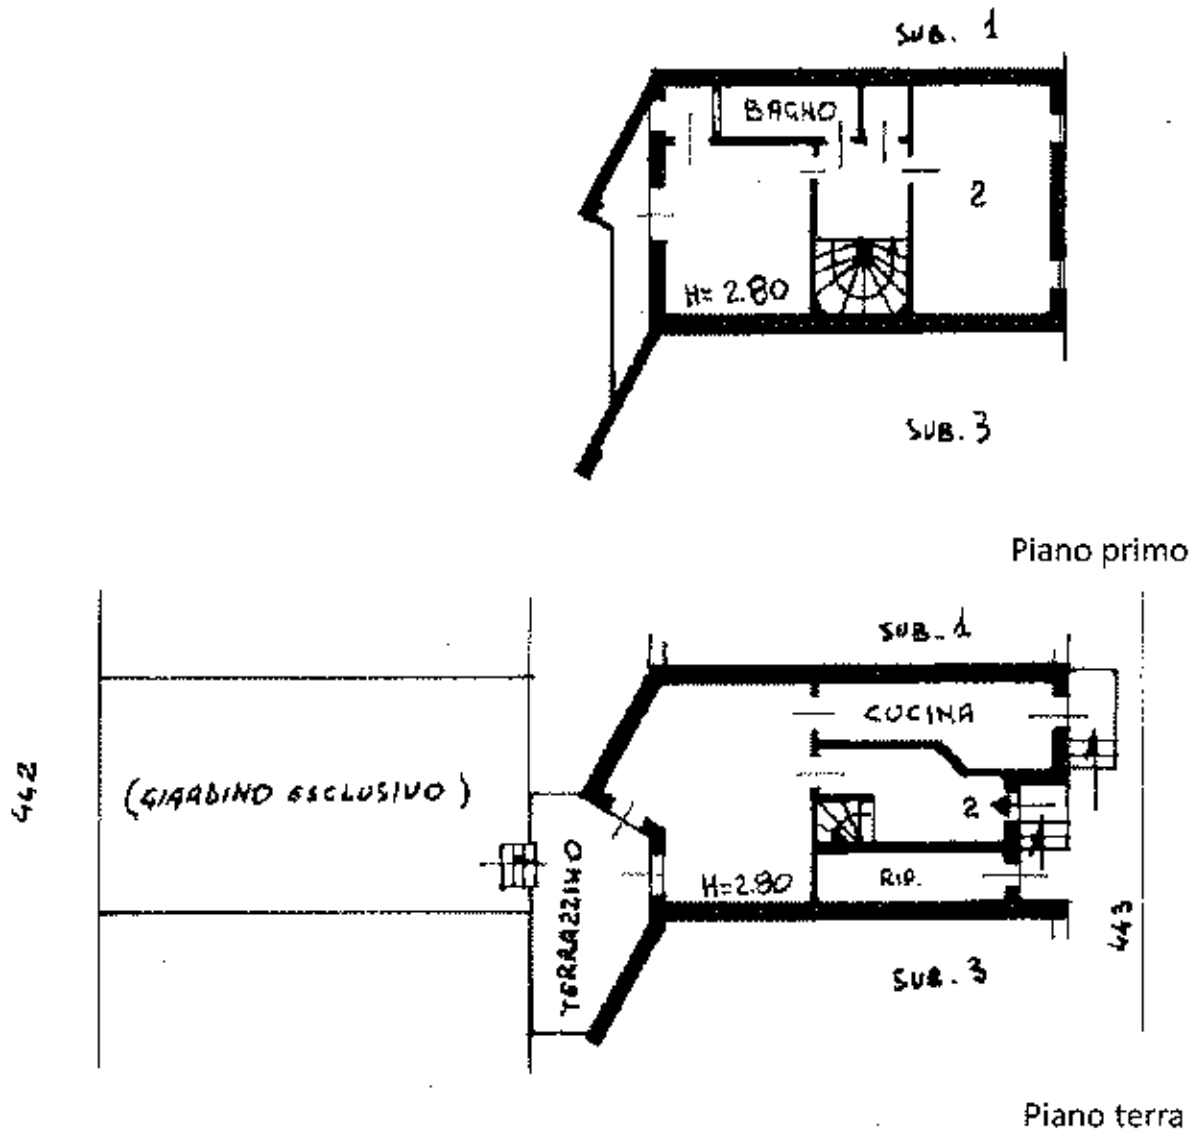 SUB. 1
BAGNO
2
H= 2.80
SUB. 3
Piano primo
SUB. 1
CUCINA
442
(GIARDINO ESCLUSIVO)
2
TERRAZZINO
H=2.80
RIP.
443
SUB. 3
Piano terra